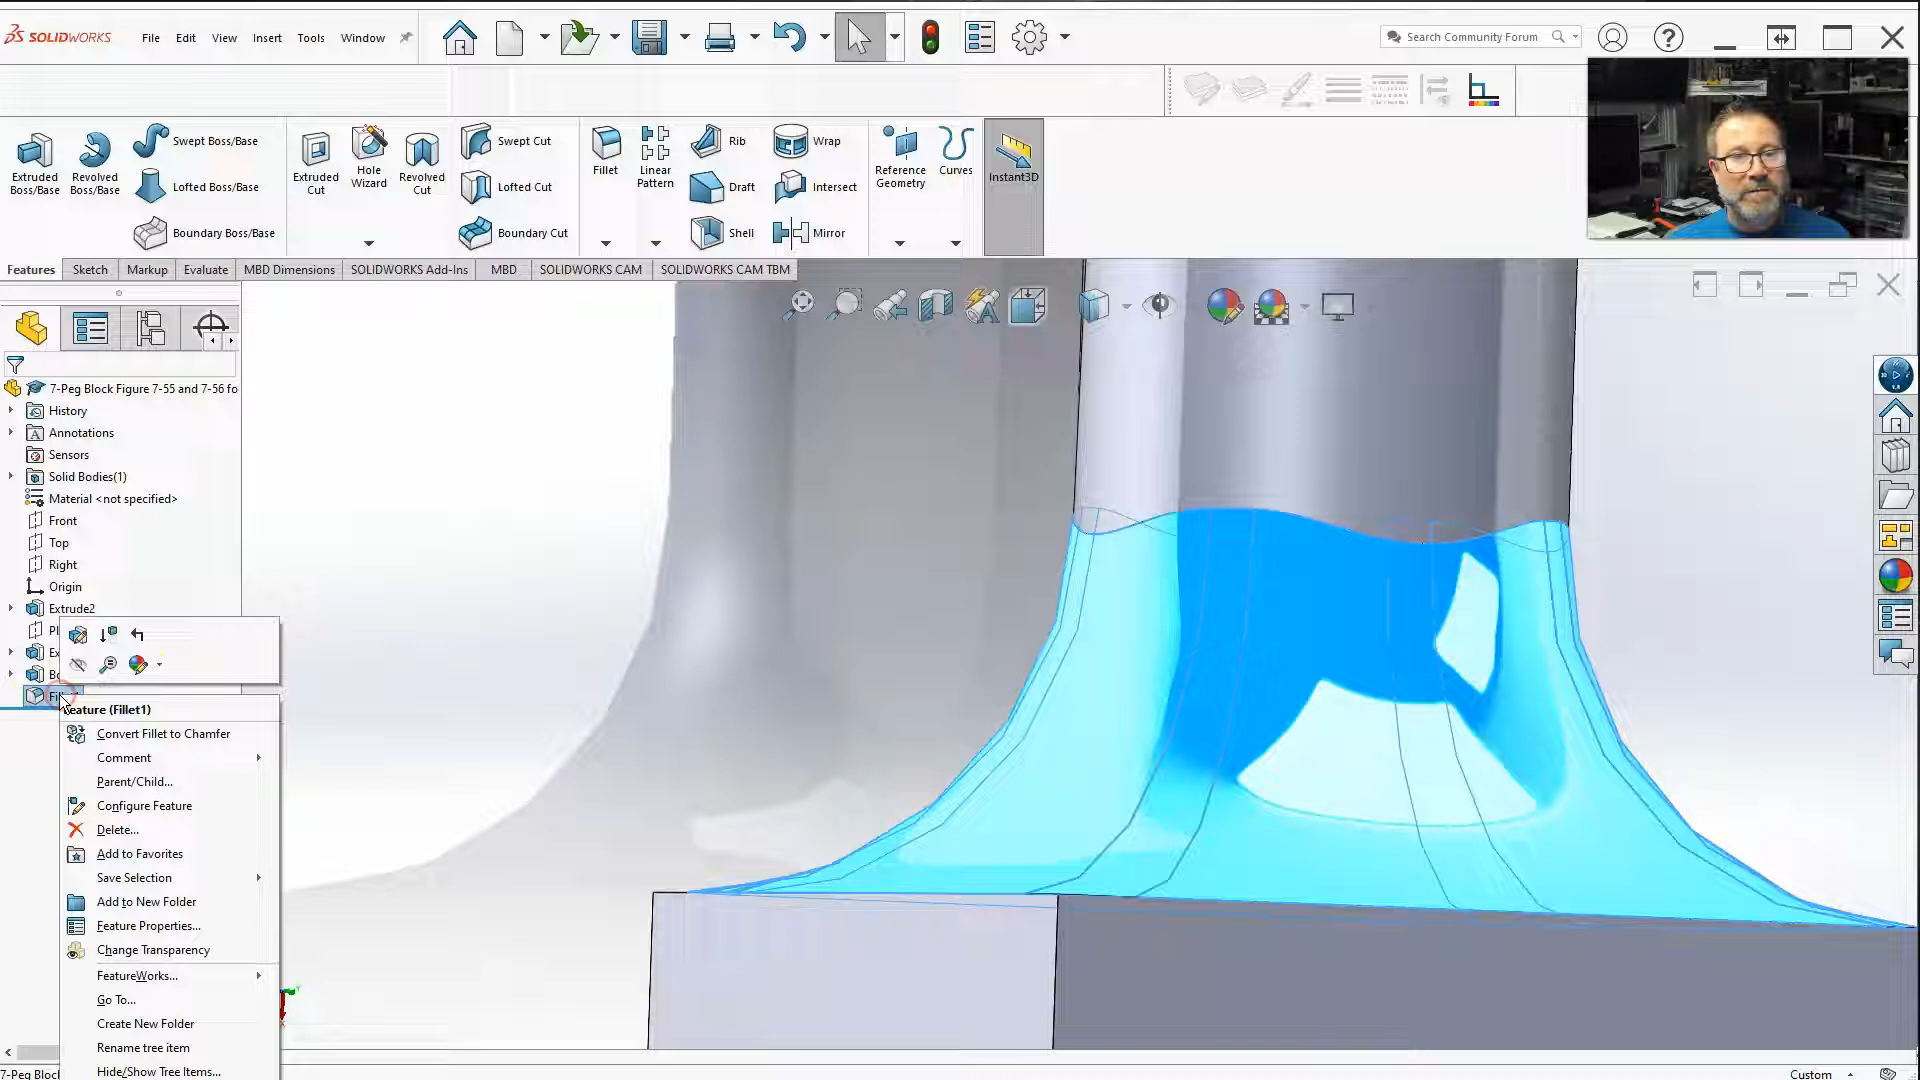 SOLIDWORKS
File Edit View Insert Tools Window
Search Community Forum
Extruded Boss/Base
Revolved Boss/Base
Swept Boss/Base
Lofted Boss/Base
Boundary Boss/Base
Extruded Cut
Hole Wizard
Revolved Cut
Swept Cut
Lofted Cut
Boundary Cut
Fillet
Linear Pattern
Rib
Draft
Shell
Wrap
Intersect
Mirror
Reference Geometry
Curves
Instant3D
Features Sketch Markup Evaluate MBD Dimensions SOLIDWORKS Add-Ins MBD SOLIDWORKS CAM SOLIDWORKS CAM TBM
7-Peg Block Figure 7-55 and 7-56 fo
History
Annotations
Sensors
Solid Bodies(1)
Material <not specified>
Front
Top
Right
Origin
Extrude2
Feature (Fillet1)
Convert Fillet to Chamfer
Comment
Parent/Child...
Configure Feature
Delete...
Add to Favorites
Save Selection
Add to New Folder
Feature Properties...
Change Transparency
FeatureWorks...
Go To...
Create New Folder
Rename tree item
Hide/Show Tree Items...
7-Peg Block
Custom